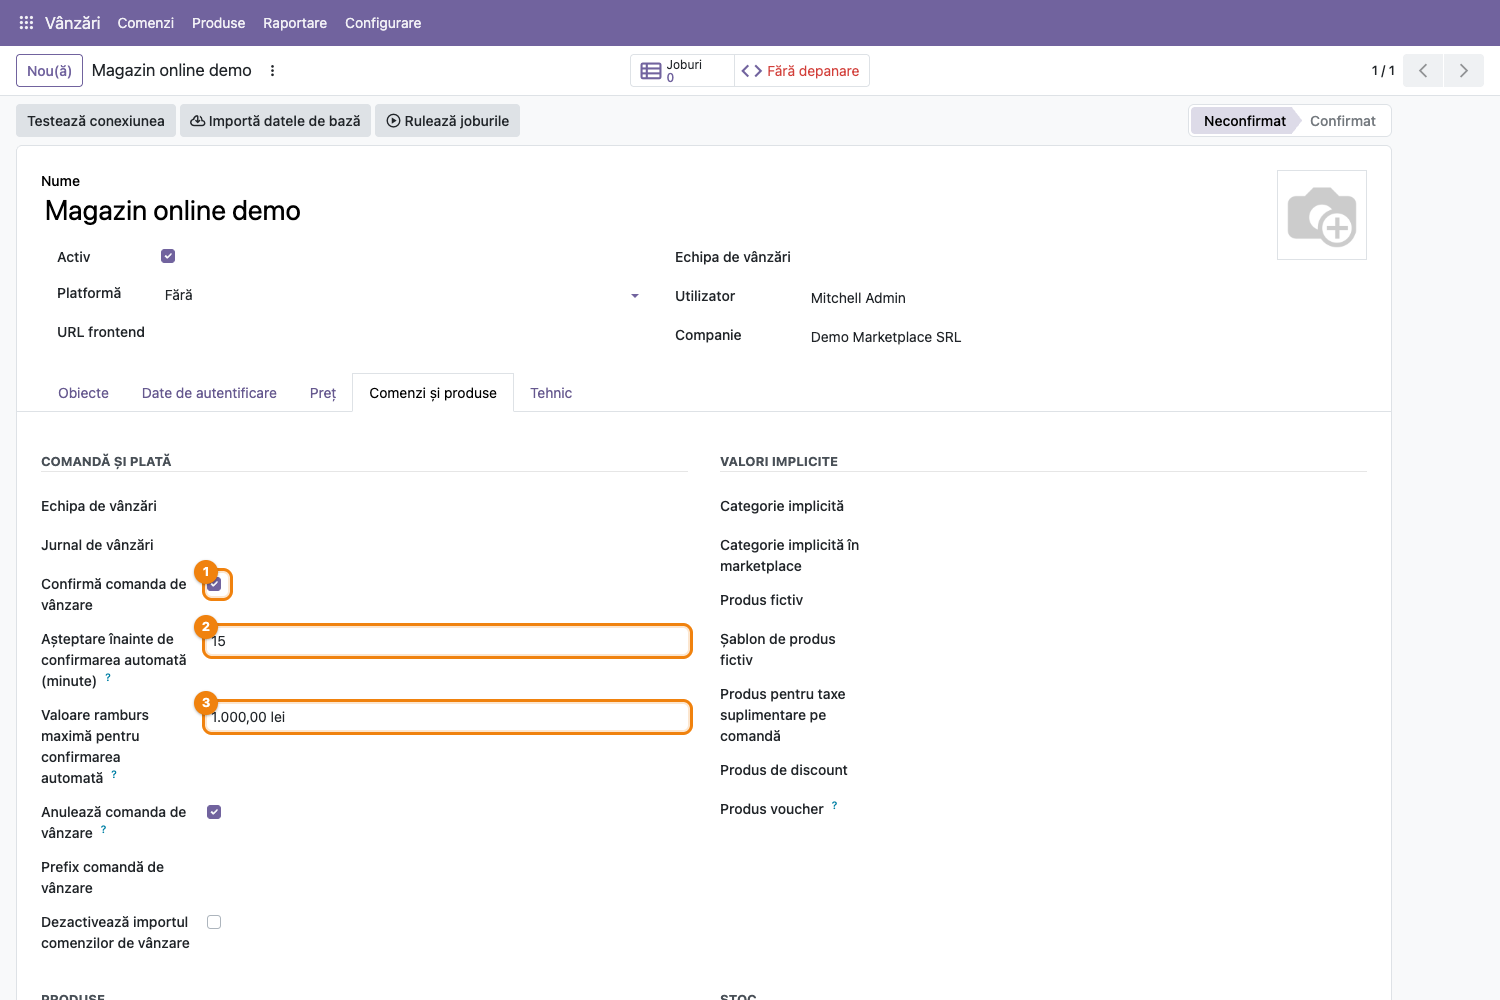 Vânzări Comenzi Produse Raportare Configurare
Nou(ă) Magazin online demo
Joburi
0
Fără depanare
1 / 1
Testează conexiunea Importă datele de bază Rulează joburile
Neconfirmat Confirmat
Nume
Magazin online demo
Activ
Echipa de vânzări
Platformă Fără
Utilizator Mitchell Admin
URL frontend
Companie Demo Marketplace SRL
Obiecte Date de autentificare Preț Comenzi și produse Tehnic
COMANDĂ ȘI PLATĂ
Echipa de vânzări
Jurnal de vânzări
Confirmă comanda de
vânzare
1
Așteptare înainte de
confirmarea automată
(minute) ?
2
15
Valoare ramburs
maximă pentru
confirmarea
automată ?
3
1.000,00 lei
Anulează comanda de
vânzare ?
Prefix comandă de
vânzare
Dezactivează importul
comenzilor de vânzare
VALORI IMPLICITE
Categorie implicită
Categorie implicită în
marketplace
Produs fictiv
Șablon de produs
fictiv
Produs pentru taxe
suplimentare pe
comandă
Produs de discount
Produs voucher ?
PRODUSE
STOC